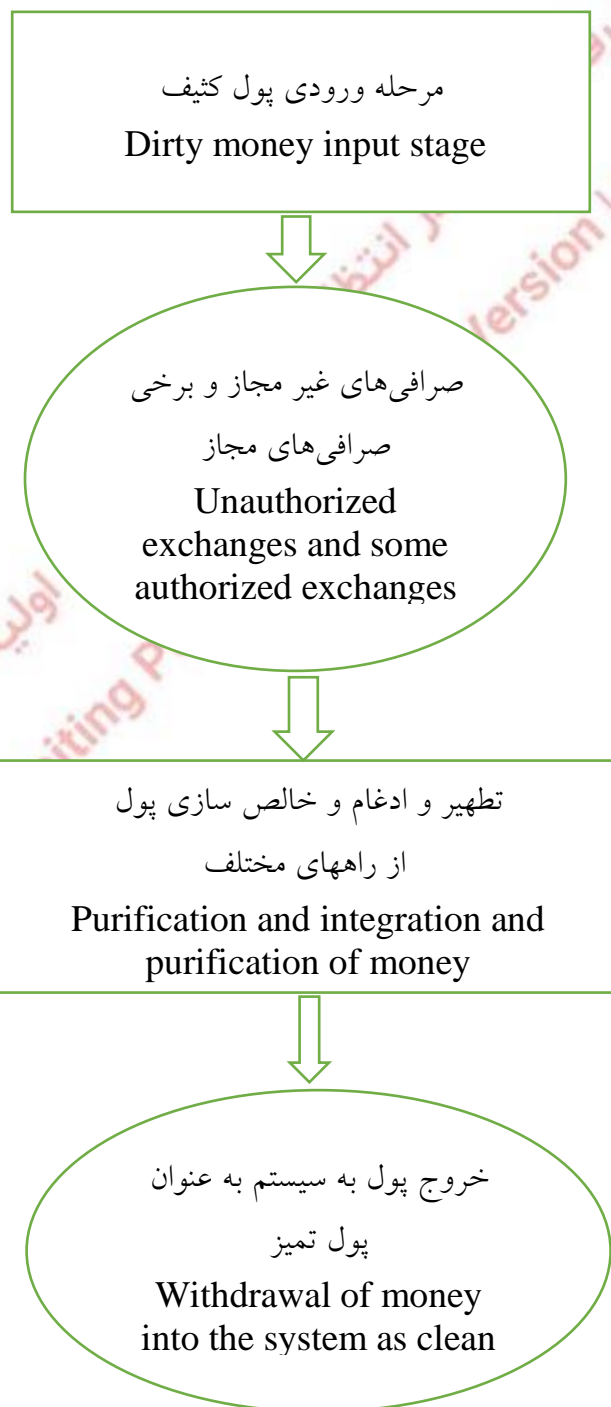 مرحله ورودی پول کثیف
Dirty money input stage
صرافی‌های غیر مجاز و برخی
صرافی‌های مجاز
Unauthorized
exchanges and some
authorized exchanges
تطهیر و ادغام و خالص سازی پول
از راههای مختلف
Purification and integration and
purification of money
خروج پول به سیستم به عنوان
پول تمیز
Withdrawal of money
into the system as clean